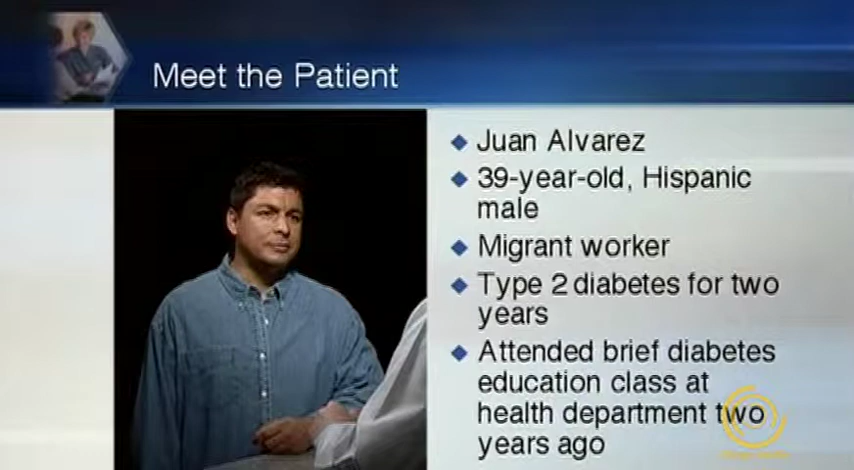 Meet the Patient
Juan Alvarez
39-year-old, Hispanic
male
Migrant worker
Type 2 diabetes for two
years
Attended brief diabetes
education class at
health department two
years ago